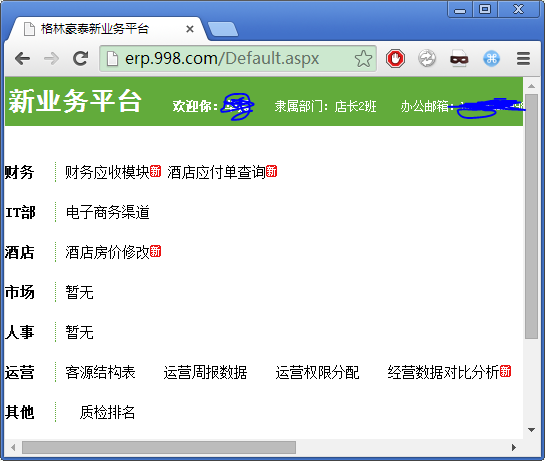 格林豪泰新业务平台
erp.998.com/Default.aspx
新业务平台 欢迎你: 隶属部门: 店长2班 办公邮箱:
财务 财务应收模块新 酒店应付单查询新
IT部 电子商务渠道
酒店 酒店房价修改新
市场 暂无
人事 暂无
运营 客源结构表 运营周报数据 运营权限分配 经营数据对比分析新
其他 质检排名